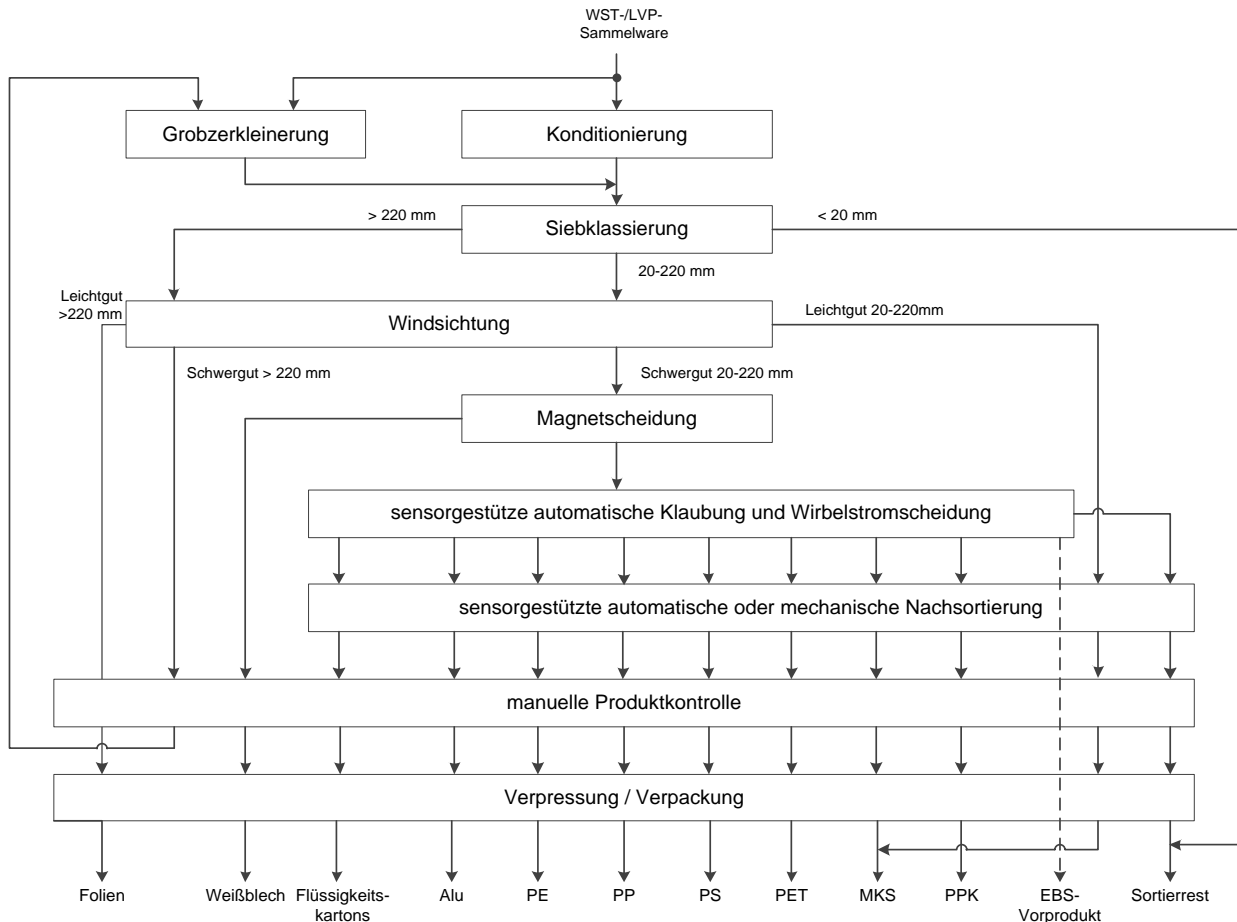 WST-/LVP-
Sammelware
Grobzerkleinerung
Konditionierung
> 220 mm
Siebklassierung
< 20 mm
20-220 mm
Leichtgut
>220 mm
Windsichtung
Leichtgut 20-220mm
Schwergut > 220 mm
Schwergut 20-220 mm
Magnetscheidung
sensorgestütze automatische Klaubung und Wirbelstromscheidung
sensorgestützte automatische oder mechanische Nachsortierung
manuelle Produktkontrolle
Verpressung / Verpackung
Folien
Weißblech
Flüssigkeits-
kartons
Alu
PE
PP
PS
PET
MKS
PPK
EBS-
Vorprodukt
Sortierrest